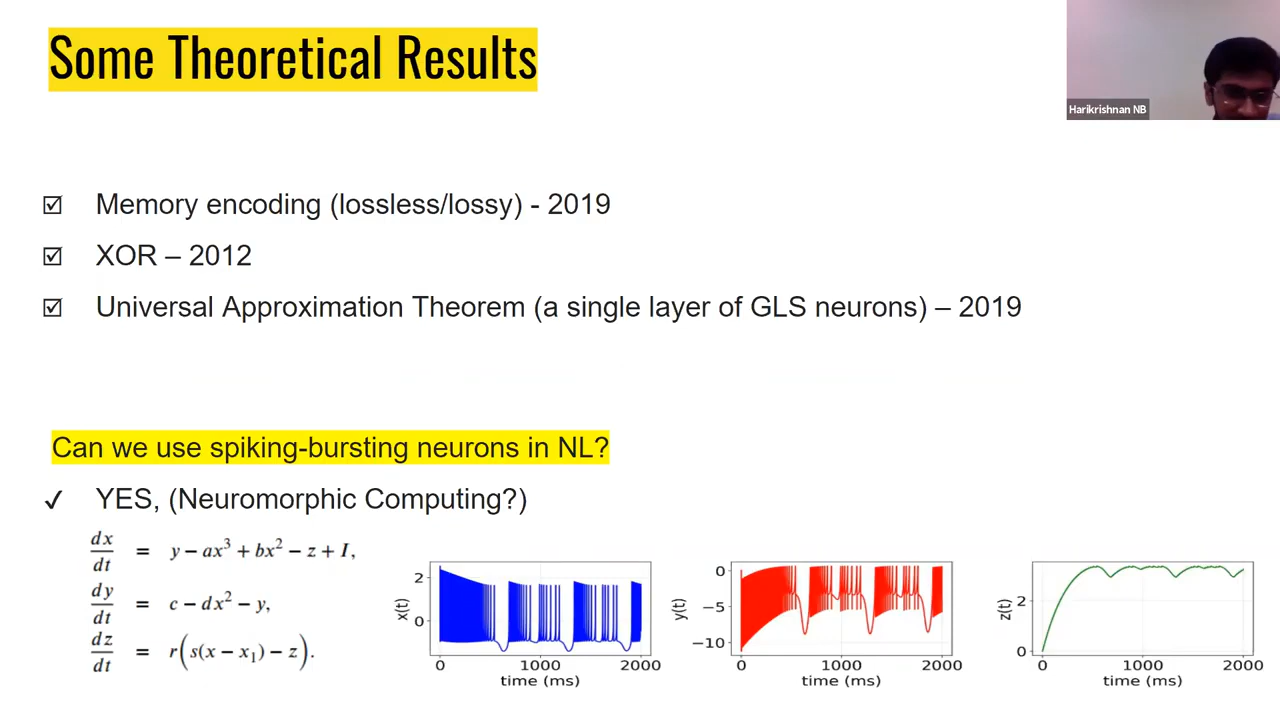 Some Theoretical Results
Harikrishnan NB
☑ Memory encoding (lossless/lossy) - 2019
☑ XOR – 2012
☑ Universal Approximation Theorem (a single layer of GLS neurons) – 2019
Can we use spiking-bursting neurons in NL?
✓ YES, (Neuromorphic Computing?)
dx/dt = y − ax³ + bx² − z + I,
dy/dt = c − dx² − y,
dz/dt = r(s(x − x₁) − z).
x(t)
2
0
0 1000 2000
time (ms)
y(t)
0
−5
−10
0 1000 2000
time (ms)
z(t)
2
0
0 1000 2000
time (ms)